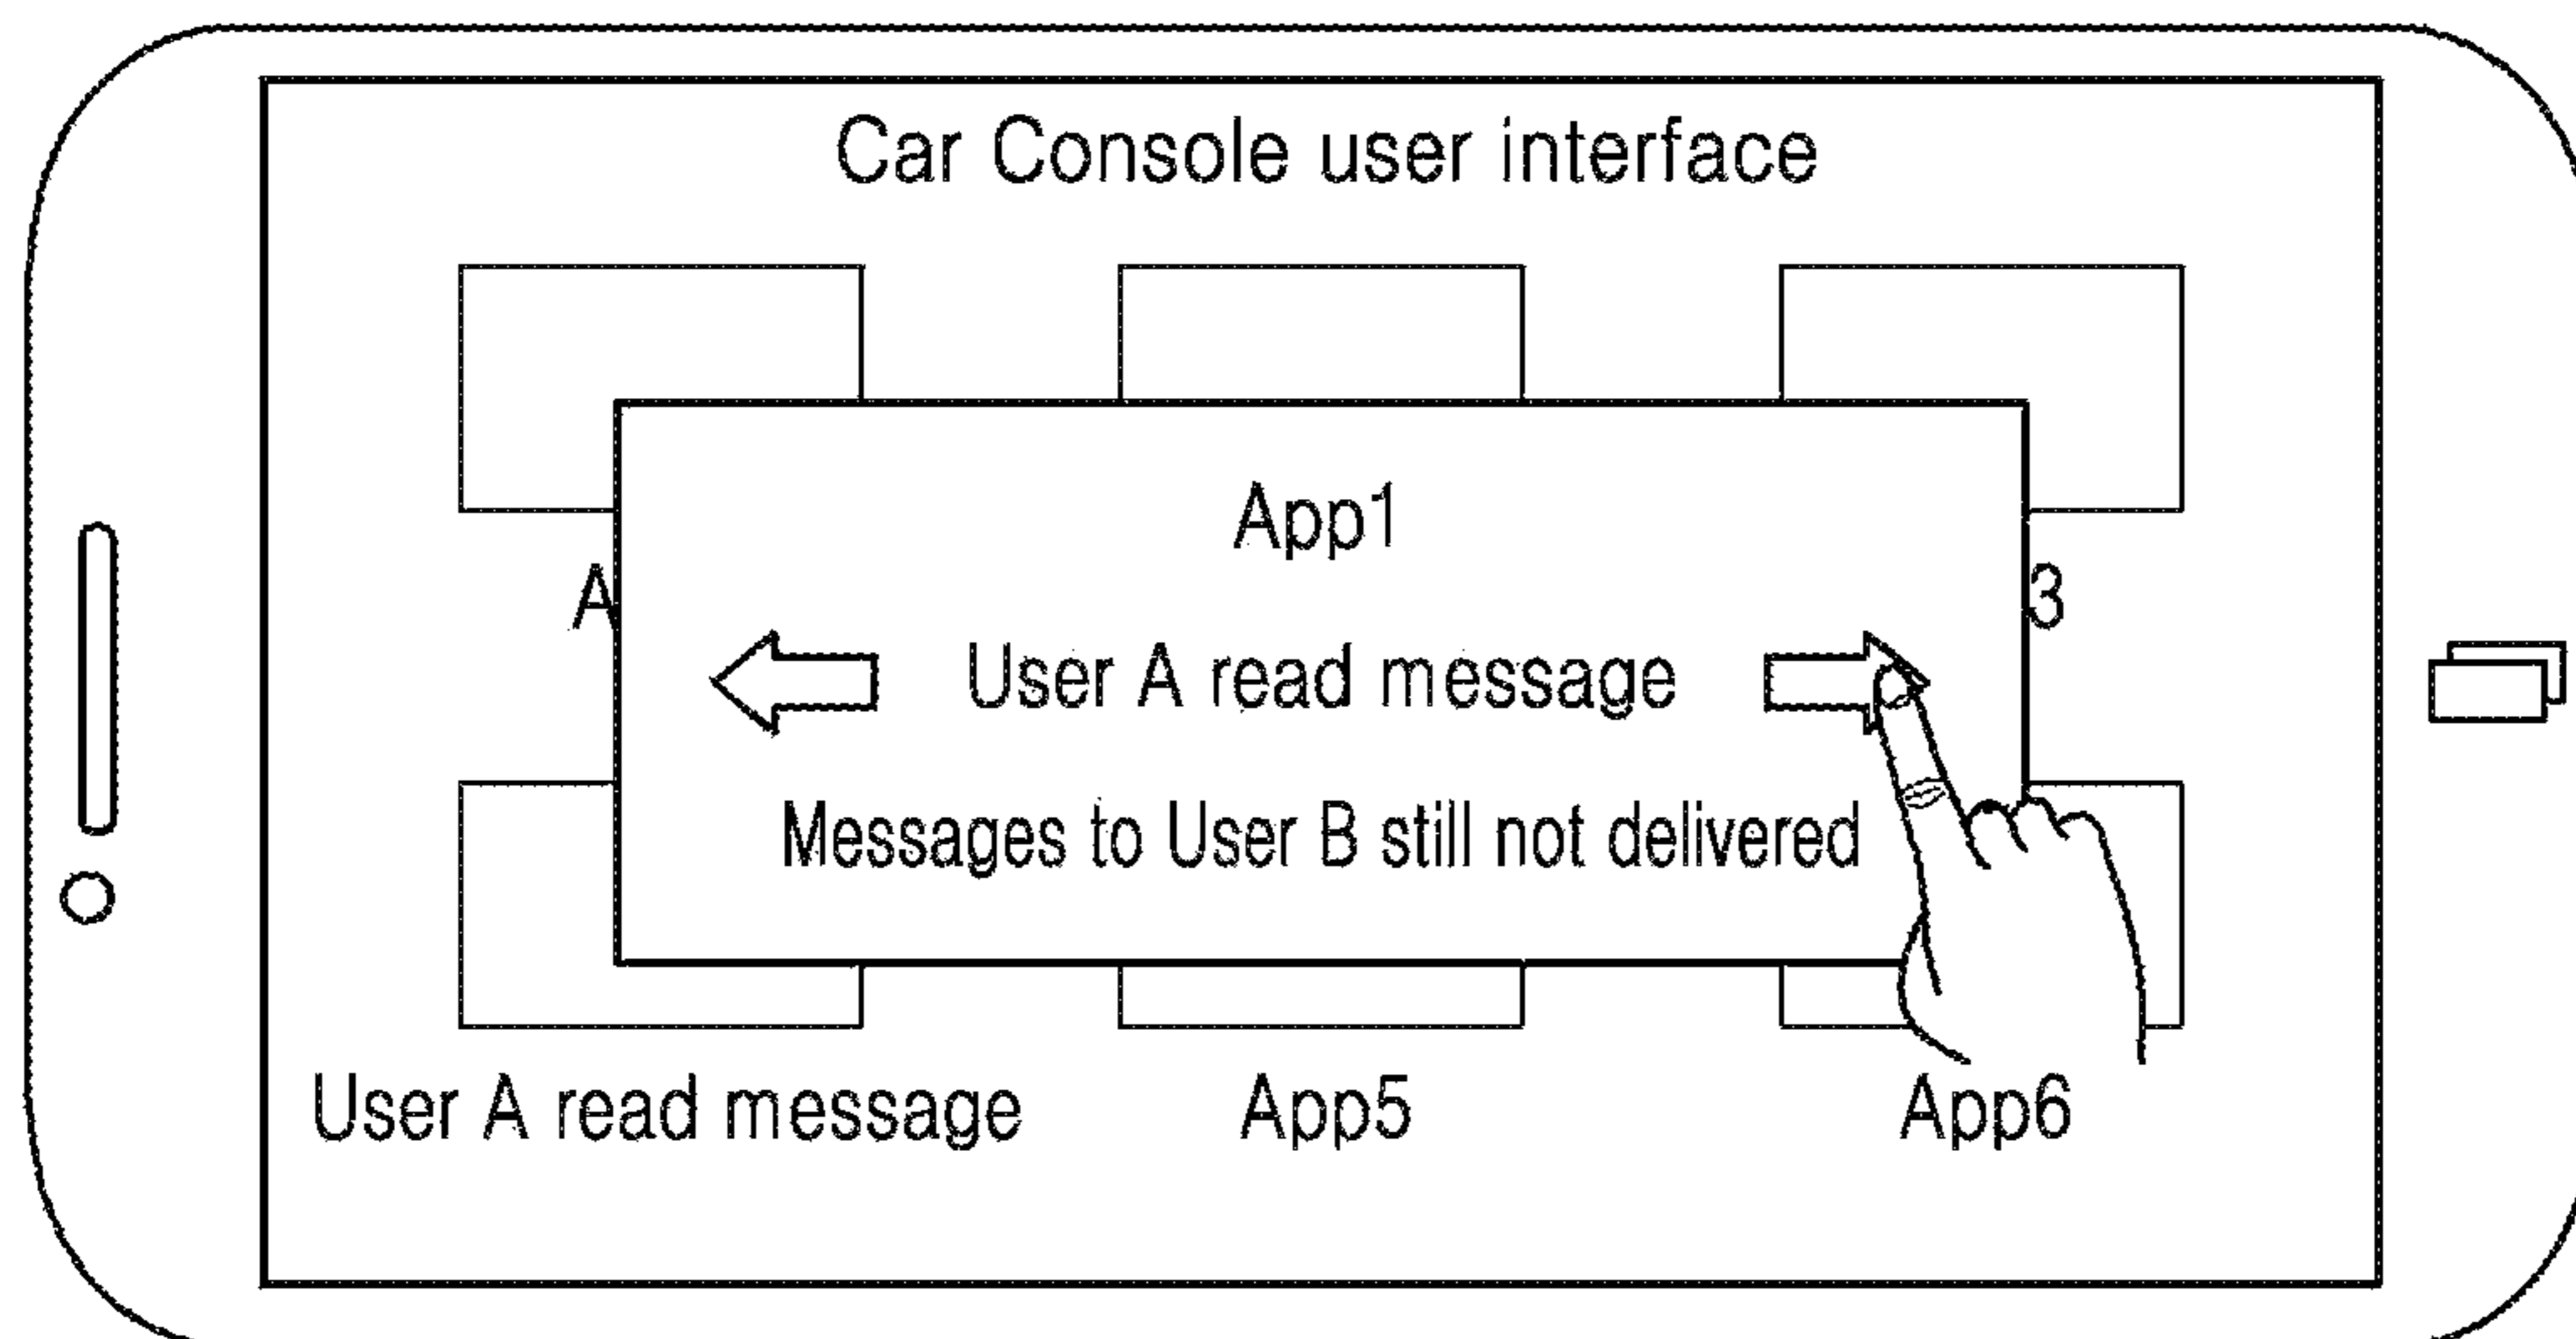 Car Console user interface
App1
A
3
User A read message
Messages to User B still not delivered
User A read message
App5
App6